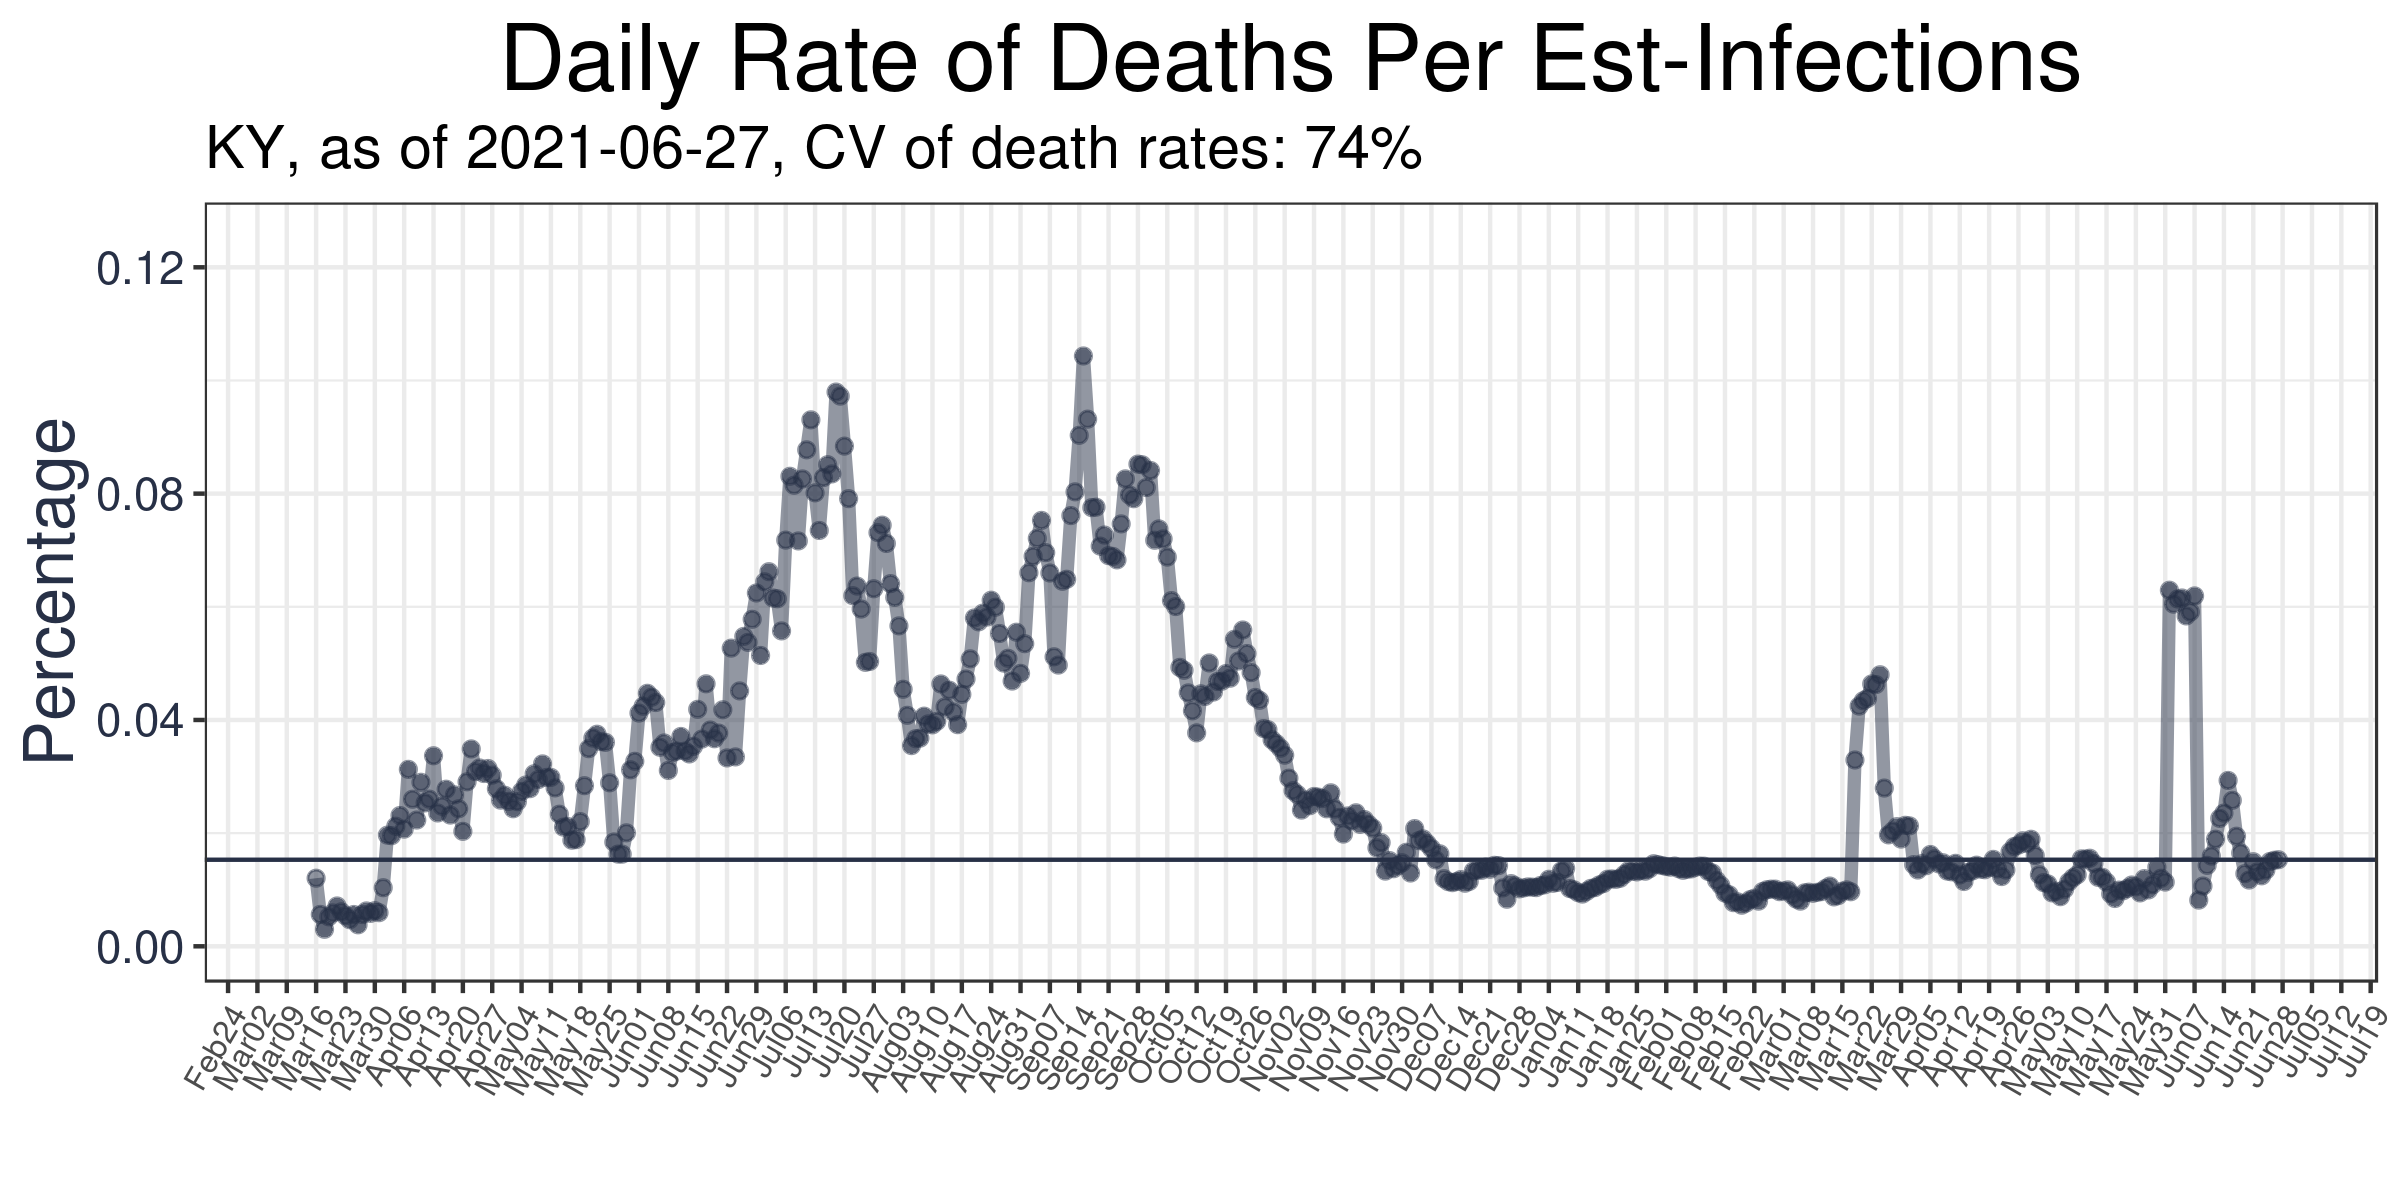 Daily Rate of Deaths Per Est-Infections
KY, as of 2021-06-27, CV of death rates: 74%
Percentage
0.12
0.08
0.04
0.00
Feb24
Mar02
Mar09
Mar16
Mar23
Mar30
Apr06
Apr13
Apr20
Apr27
May04
May11
May18
May25
Jun01
Jun08
Jun15
Jun22
Jun29
Jul06
Jul13
Jul20
Jul27
Aug03
Aug10
Aug17
Aug24
Aug31
Sep07
Sep14
Sep21
Sep28
Oct05
Oct12
Oct19
Oct26
Nov02
Nov09
Nov16
Nov23
Nov30
Dec07
Dec14
Dec21
Dec28
Jan04
Jan11
Jan18
Jan25
Feb01
Feb08
Feb15
Feb22
Mar01
Mar08
Mar15
Mar22
Mar29
Apr05
Apr12
Apr19
Apr26
May03
May10
May17
May24
May31
Jun07
Jun14
Jun21
Jun28
Jul05
Jul12
Jul19